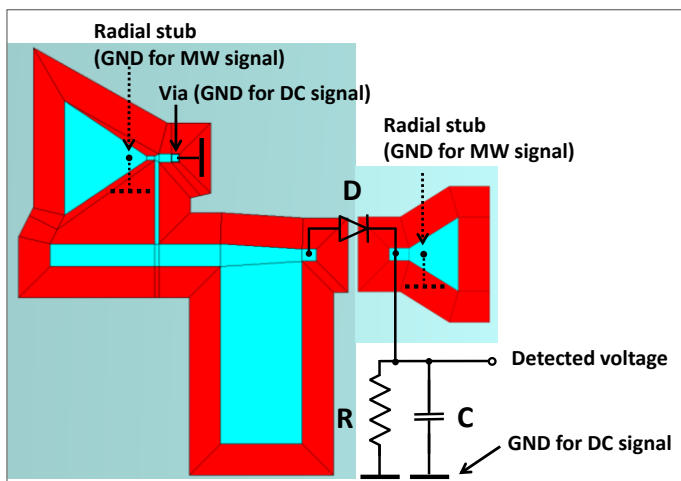 Radial stub
(GND for MW signal)
Via (GND for DC signal)
Radial stub
(GND for MW signal)
D
Detected voltage
R
C
GND for DC signal